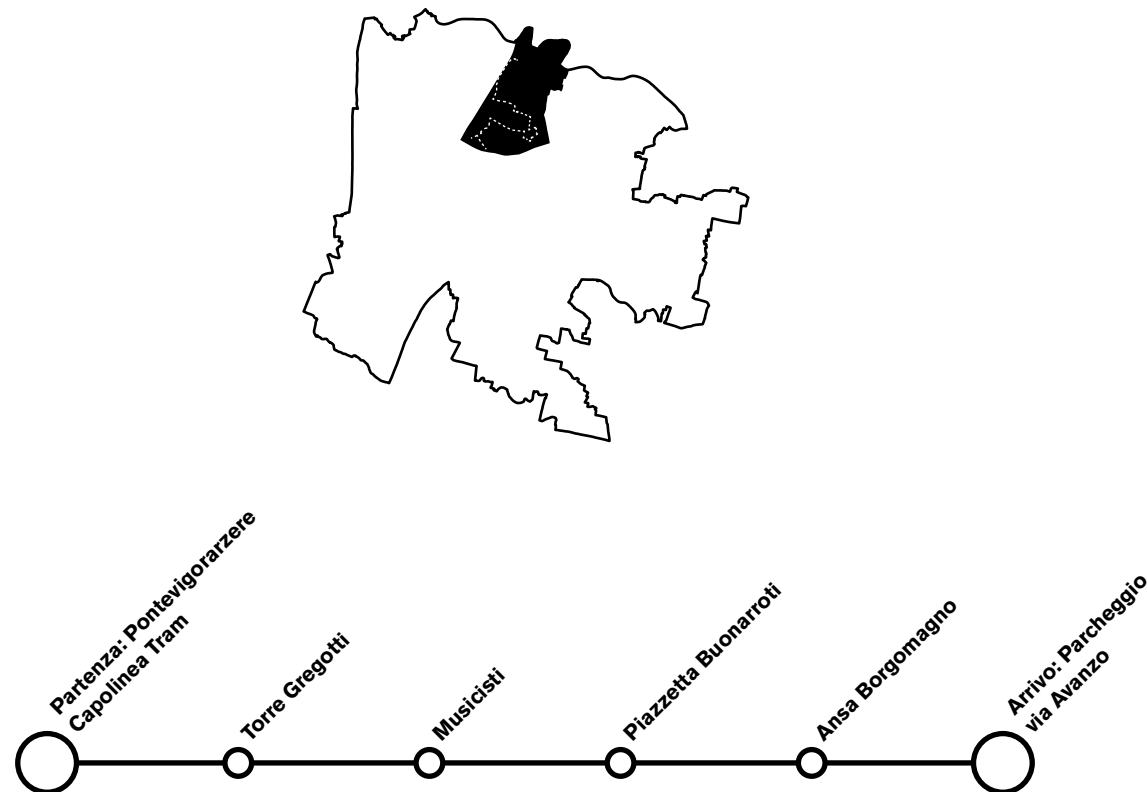 Partenza: Pontevigorarzere
Capolinea Tram
Torre Gregotti
Musicisti
Piazzetta Buonarroti
Ansa Borgomagno
Arrivo: Parcheggio
via Avanzo